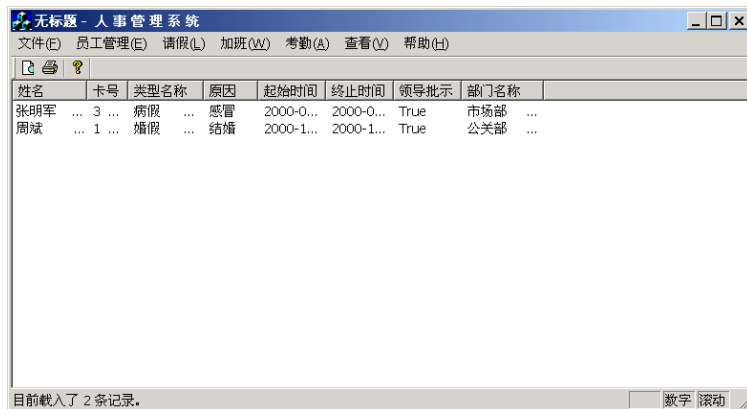 无标题 - 人 事 管 理 系 统
文件(F) 员工管理(E) 请假(L) 加班(W) 考勤(A) 查看(V) 帮助(H)
姓名 卡号 类型名称 原因 起始时间 终止时间 领导批示 部门名称
张明军 ... 3 ... 病假 ... 感冒 2000-0... 2000-0... True 市场部 ...
周斌 ... 1 ... 婚假 ... 结婚 2000-1... 2000-1... True 公关部 ...
目前载入了 2 条记录。 数字 滚动